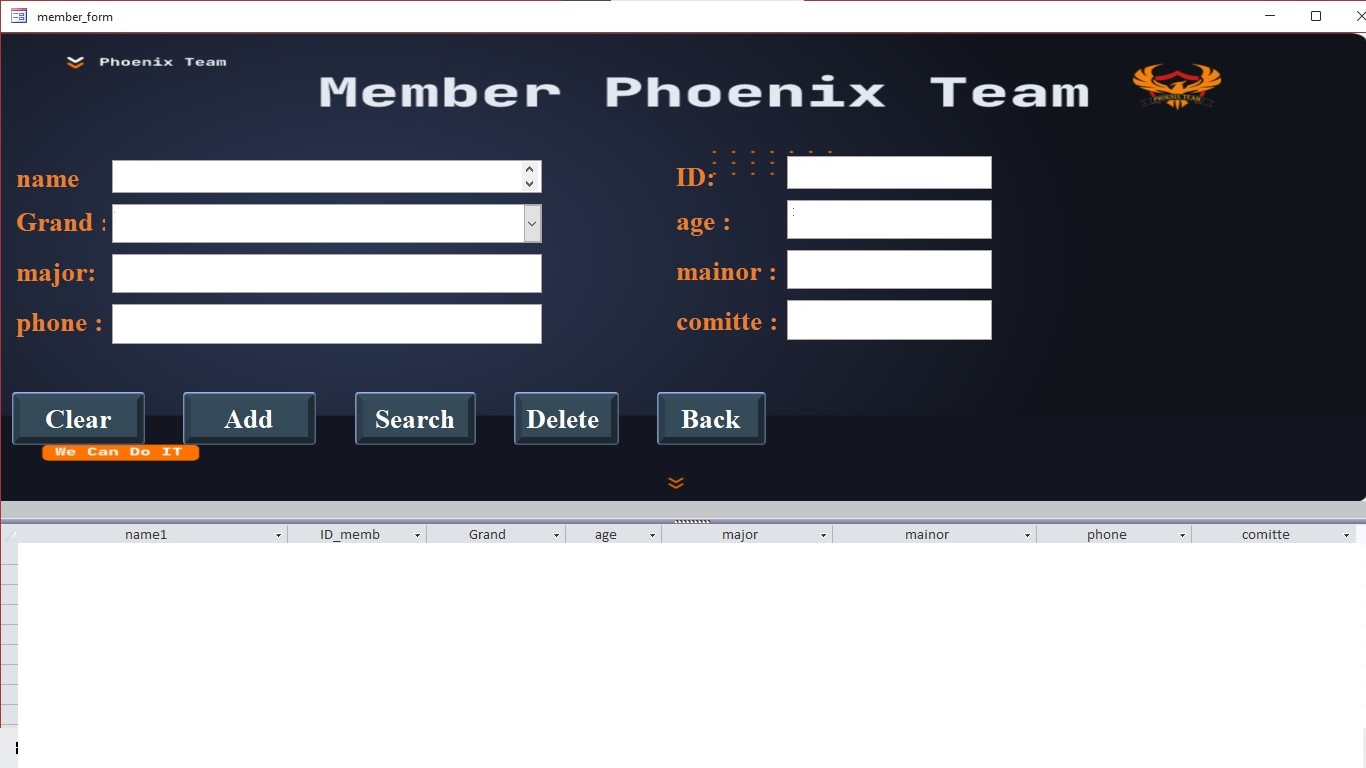 member_form
Phoenix Team
Member Phoenix Team
PHOENIX TEAM
name
ID:
Grand :
age :
major:
mainor :
phone :
comitte :
Clear Add Search Delete Back
We Can Do IT
name1 ID_memb Grand age major mainor phone comitte